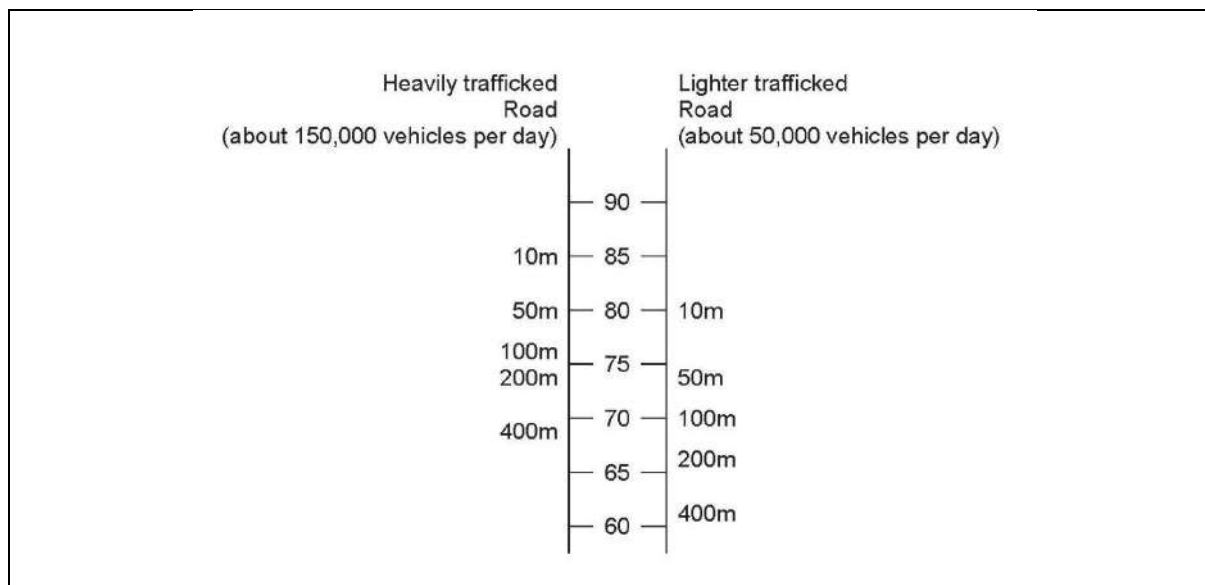 Heavily trafficked
Road
(about 150,000 vehicles per day)
Lighter trafficked
Road
(about 50,000 vehicles per day)
90
10m 85
50m 80 10m
100m
75
200m 50m
70 100m
400m
200m
65
400m
60